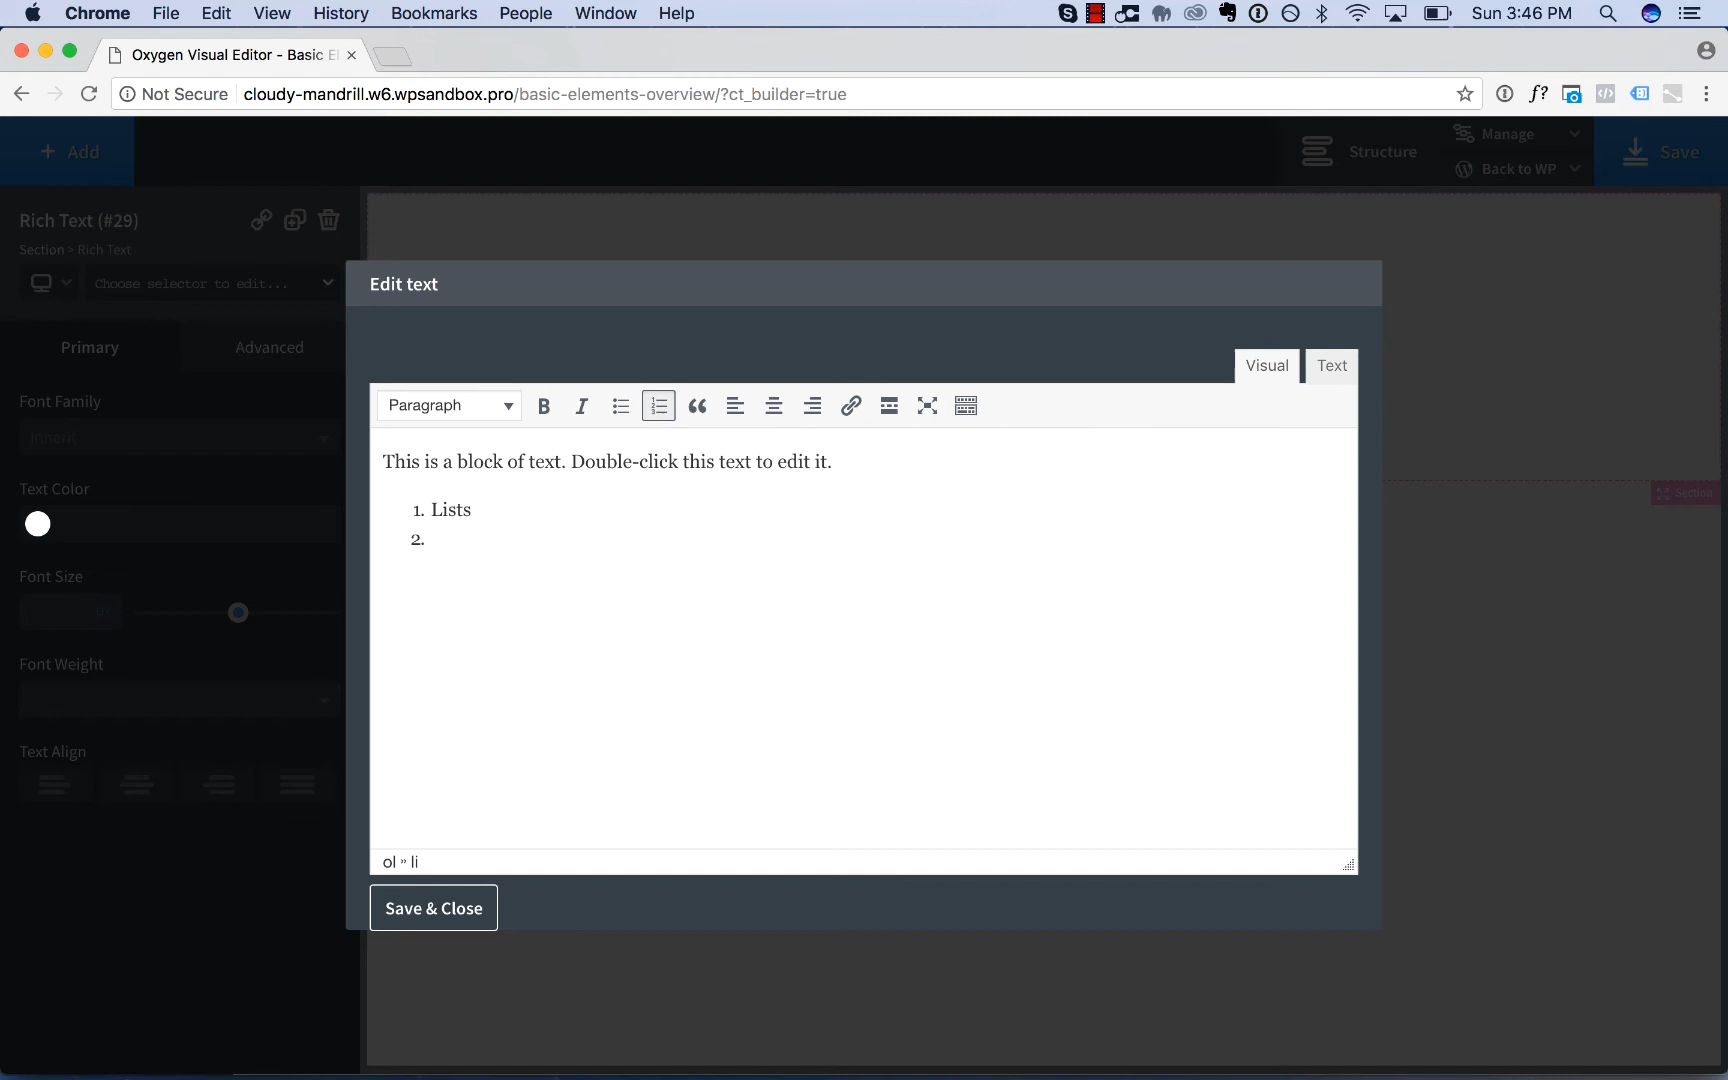 Chrome File Edit View History Bookmarks People Window Help Sun 3:46 PM
Oxygen Visual Editor - Basic El
Not Secure cloudy-mandrill.w6.wpsandbox.pro/basic-elements-overview/?ct_builder=true
+ Add
Structure
Manage
Back to WP
Save
Rich Text (#29)
Section > Rich Text
Choose selector to edit...
Primary Advanced
Font Family
Inherit
Text Color
Font Size
px
Font Weight
Text Align
Edit text
Visual Text
Paragraph
This is a block of text. Double-click this text to edit it.
1. Lists
2.
ol » li
Save & Close
Section